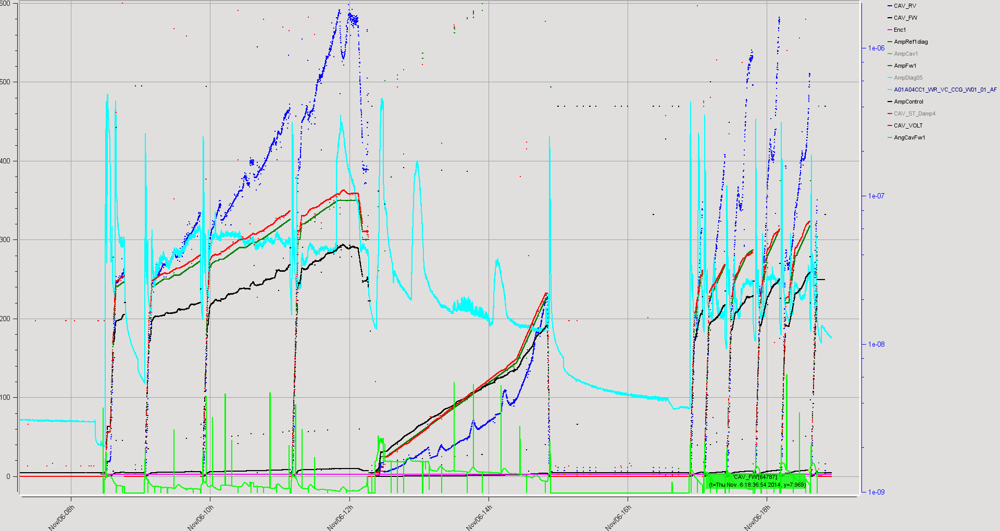 600
500
400
300
200
100
0
1e-06
1e-07
1e-08
1e-09
CAV_RV
CAV_FW
Enc1
AmpRef1diag
AmpCav1
AmpFw1
AmpDiag05
A01A04CC1_WR_VC_CCG_W01_01_AF
AmpControl
CAV_ST_Damp4
CAV_VOLT
AngCavFw1
'CAV_FW'[64787]:
(t=Thu Nov 6 18:36:54 2014, y=7.969)
Nov/06-08h
Nov/06-10h
Nov/06-12h
Nov/06-14h
Nov/06-16h
Nov/06-18h